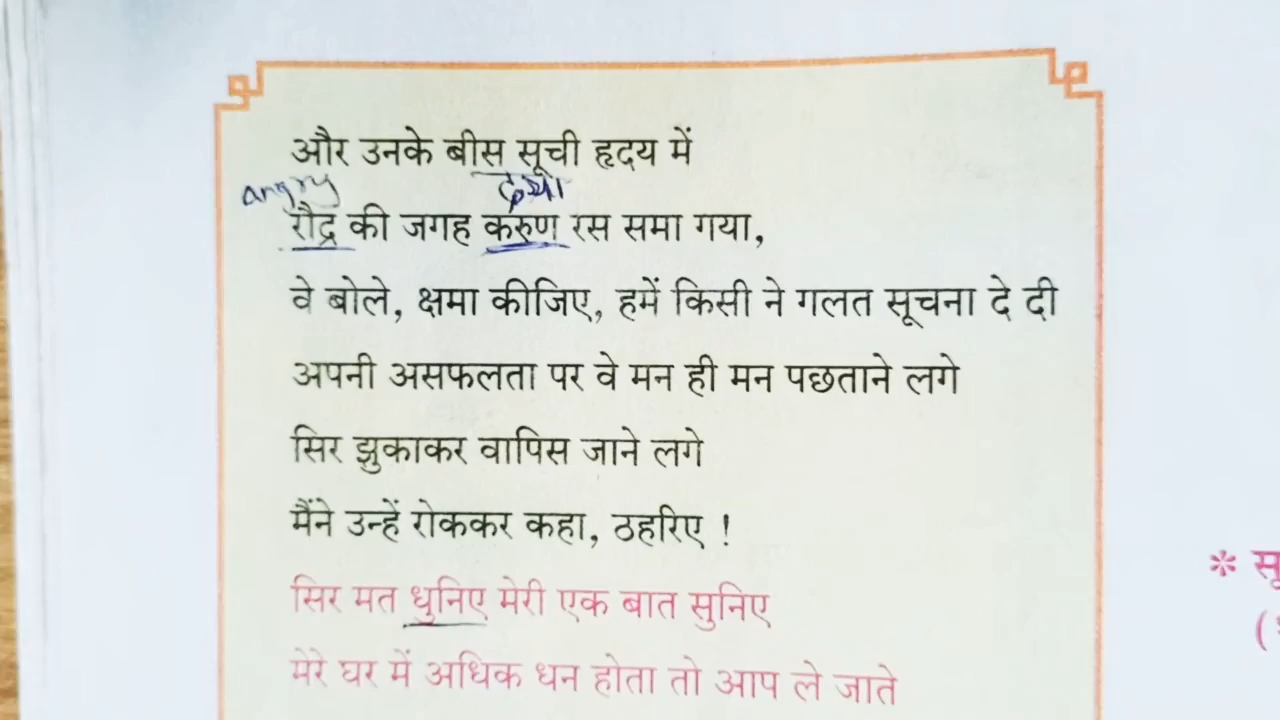 और उनके बीस सूची हृदय में
angry दया
रौद्र की जगह करुण रस समा गया,
वे बोले, क्षमा कीजिए, हमें किसी ने गलत सूचना दे दी
अपनी असफलता पर वे मन ही मन पछताने लगे
सिर झुकाकर वापिस जाने लगे
मैंने उन्हें रोककर कहा, ठहरिए !
सिर मत धुनिए मेरी एक बात सुनिए
मेरे घर में अधिक धन होता तो आप ले जाते